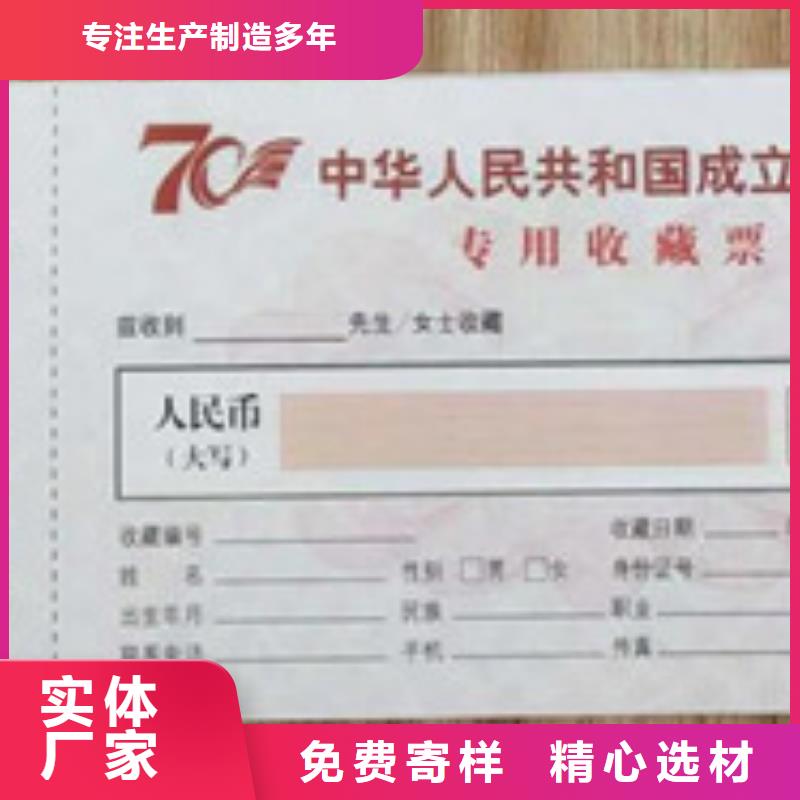 专注生产制造多年
70 中华人民共和国成立
专用收藏票
兹收到 先生/女士收藏
人民币
（大写）
收藏编号 收藏日期
姓 名 性别 □男 □女 身份证号
出生年月 民族 职业
联系电话 手机 传真
实体
厂家
免费寄样 精心选材